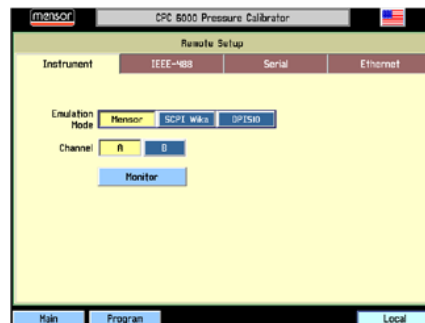 mensor CPC 6000 Pressure Calibrator
Remote Setup
Instrument IEEE-488 Serial Ethernet
Emulation Mode Mensor SCPI Wika DPI510
Channel A B
Monitor
Main Program Local